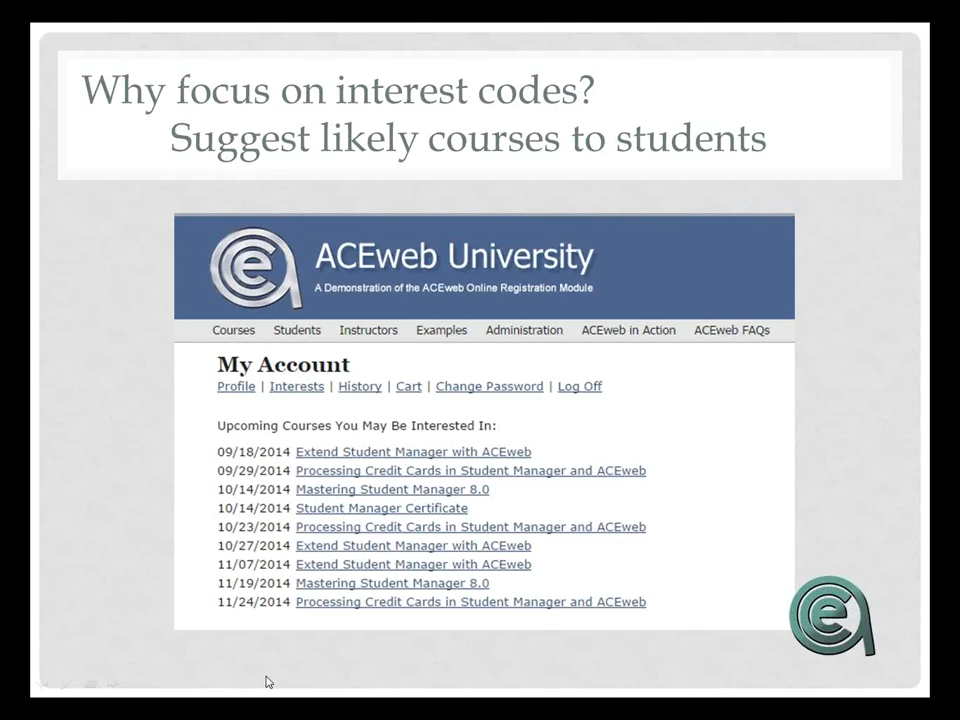 Why focus on interest codes?
Suggest likely courses to students
ACEweb University
A Demonstration of the ACEweb Online Registration Module
Courses Students Instructors Examples Administration ACEweb in Action ACEweb FAQs
My Account
Profile | Interests | History | Cart | Change Password | Log Off
Upcoming Courses You May Be Interested In:
09/18/2014 Extend Student Manager with ACEweb
09/29/2014 Processing Credit Cards in Student Manager and ACEweb
10/14/2014 Mastering Student Manager 8.0
10/14/2014 Student Manager Certificate
10/23/2014 Processing Credit Cards in Student Manager and ACEweb
10/27/2014 Extend Student Manager with ACEweb
11/07/2014 Extend Student Manager with ACEweb
11/19/2014 Mastering Student Manager 8.0
11/24/2014 Processing Credit Cards in Student Manager and ACEweb